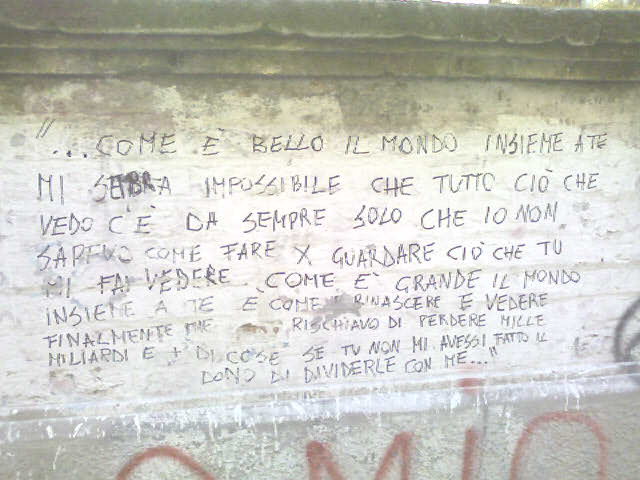 "...COME È BELLO IL MONDO INSIEME A TE
MI SEMBRA IMPOSSIBILE CHE TUTTO CIÒ CHE
VEDO C'È DA SEMPRE SOLO CHE IO NON
SAPEVO COME FARE X GUARDARE CIÒ CHE TU
MI FAI VEDERE. COME È GRANDE IL MONDO
INSIEME A TE È COME RINASCERE E VEDERE
FINALMENTE CHE RISCHIAVO DI PERDERE MILLE
MILIARDI E + DI COSE SE TU NON MI AVESSI FATTO IL
DONO DI DIVIDERLE CON ME..."
MIO